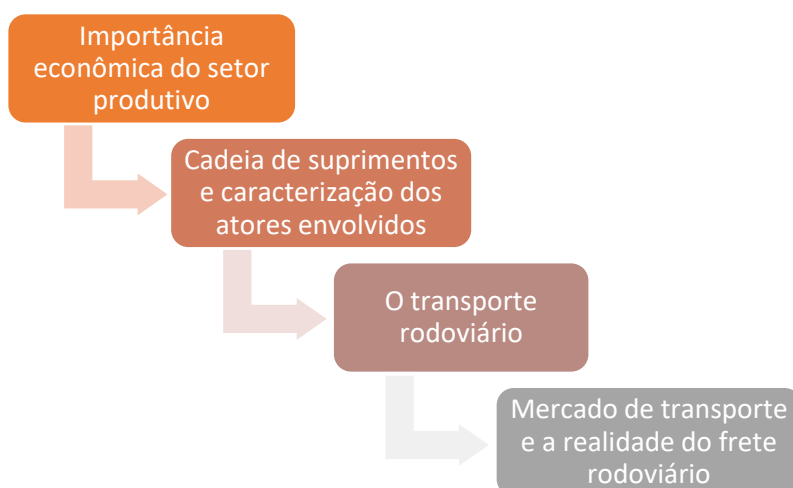 Importância
econômica do setor
produtivo
Cadeia de suprimentos
e caracterização dos
atores envolvidos
O transporte
rodoviário
Mercado de transporte
e a realidade do frete
rodoviário